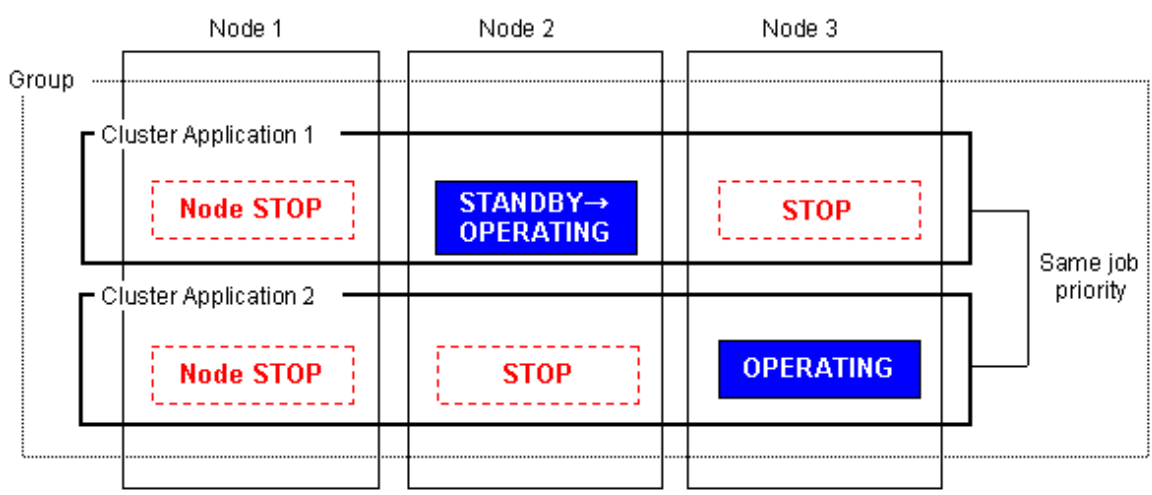 Node 1
Node 2
Node 3
Group
Cluster Application 1
Node STOP
STANDBY→
OPERATING
STOP
Same job
priority
Cluster Application 2
Node STOP
STOP
OPERATING